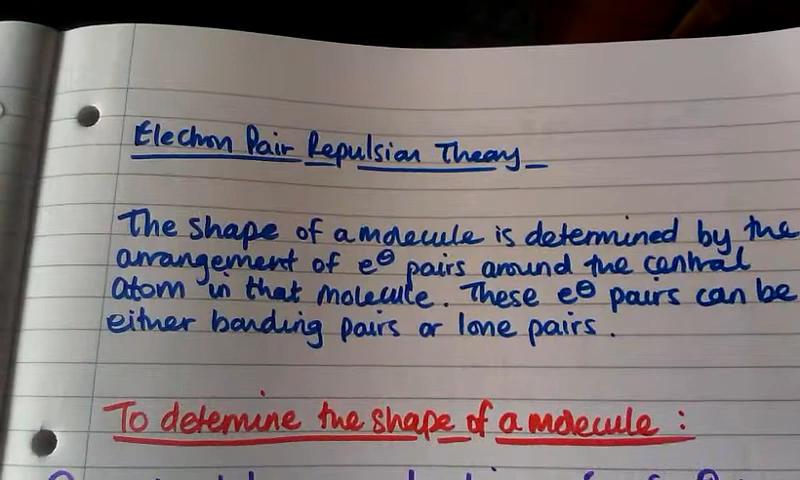 Electron Pair Repulsion Theory
The shape of a molecule is determined by the
arrangement of e⊖ pairs around the central
atom in that molecule. These e⊖ pairs can be
either bonding pairs or lone pairs.
To detemine the shape of a molecule :